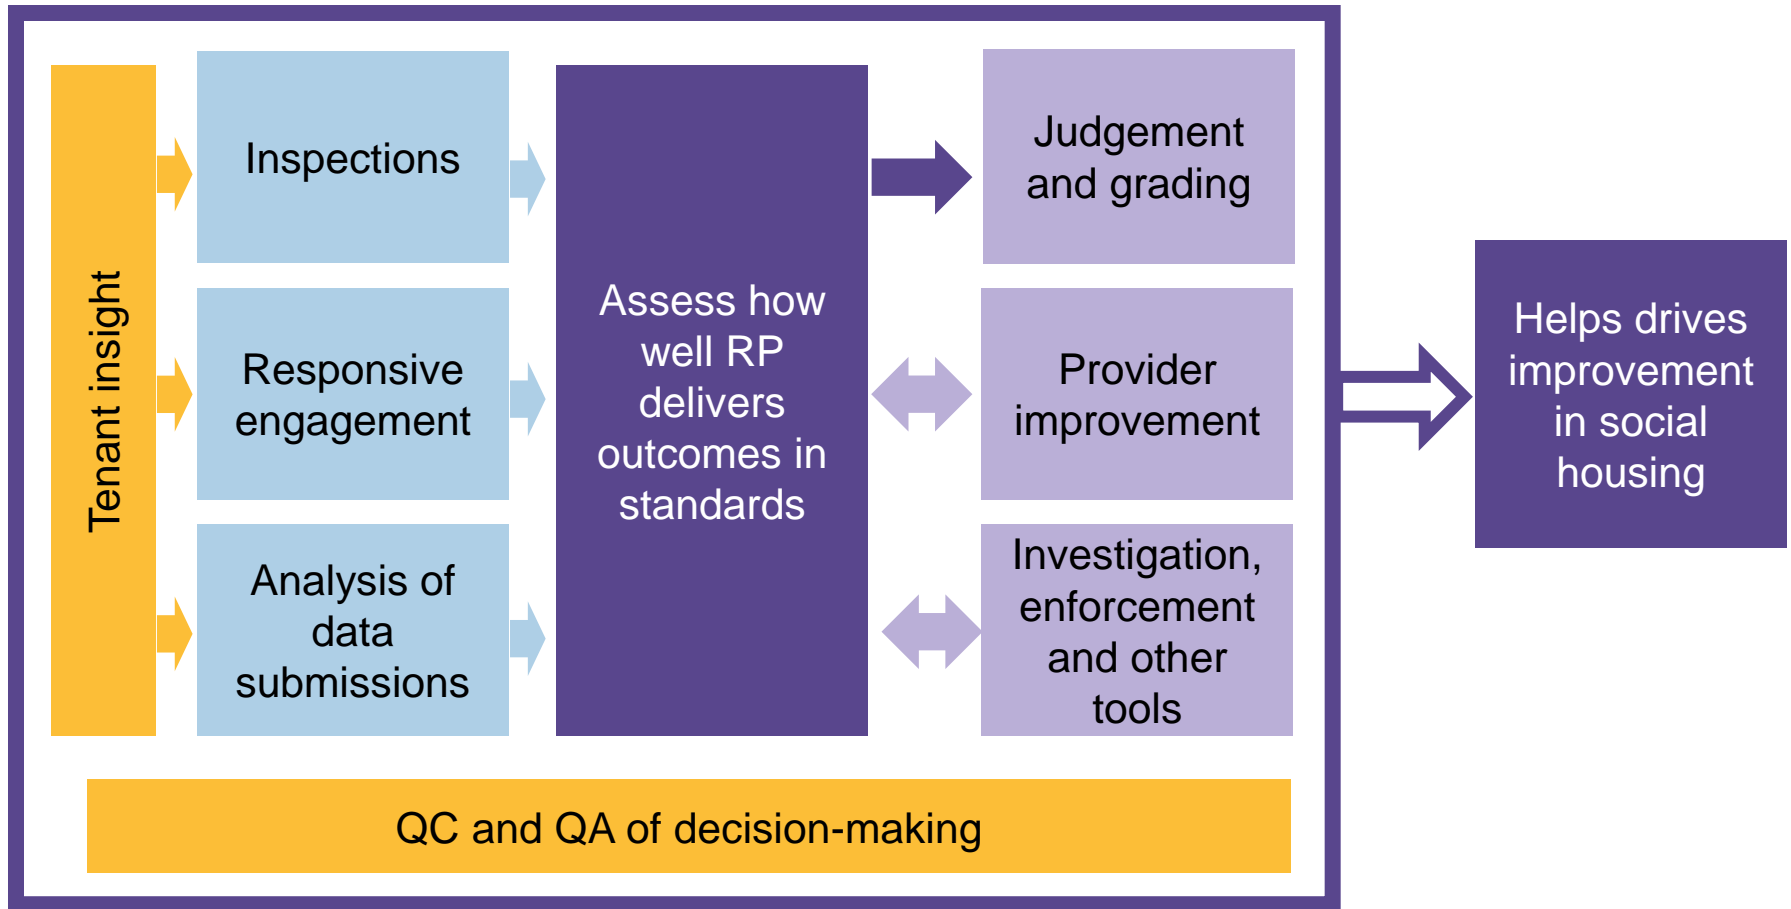 Tenant insight
Inspections
Responsive
engagement
Analysis of
data
submissions
Assess how
well RP
delivers
outcomes in
standards
Judgement
and grading
Provider
improvement
Investigation,
enforcement
and other
tools
QC and QA of decision-making
Helps drives
improvement
in social
housing